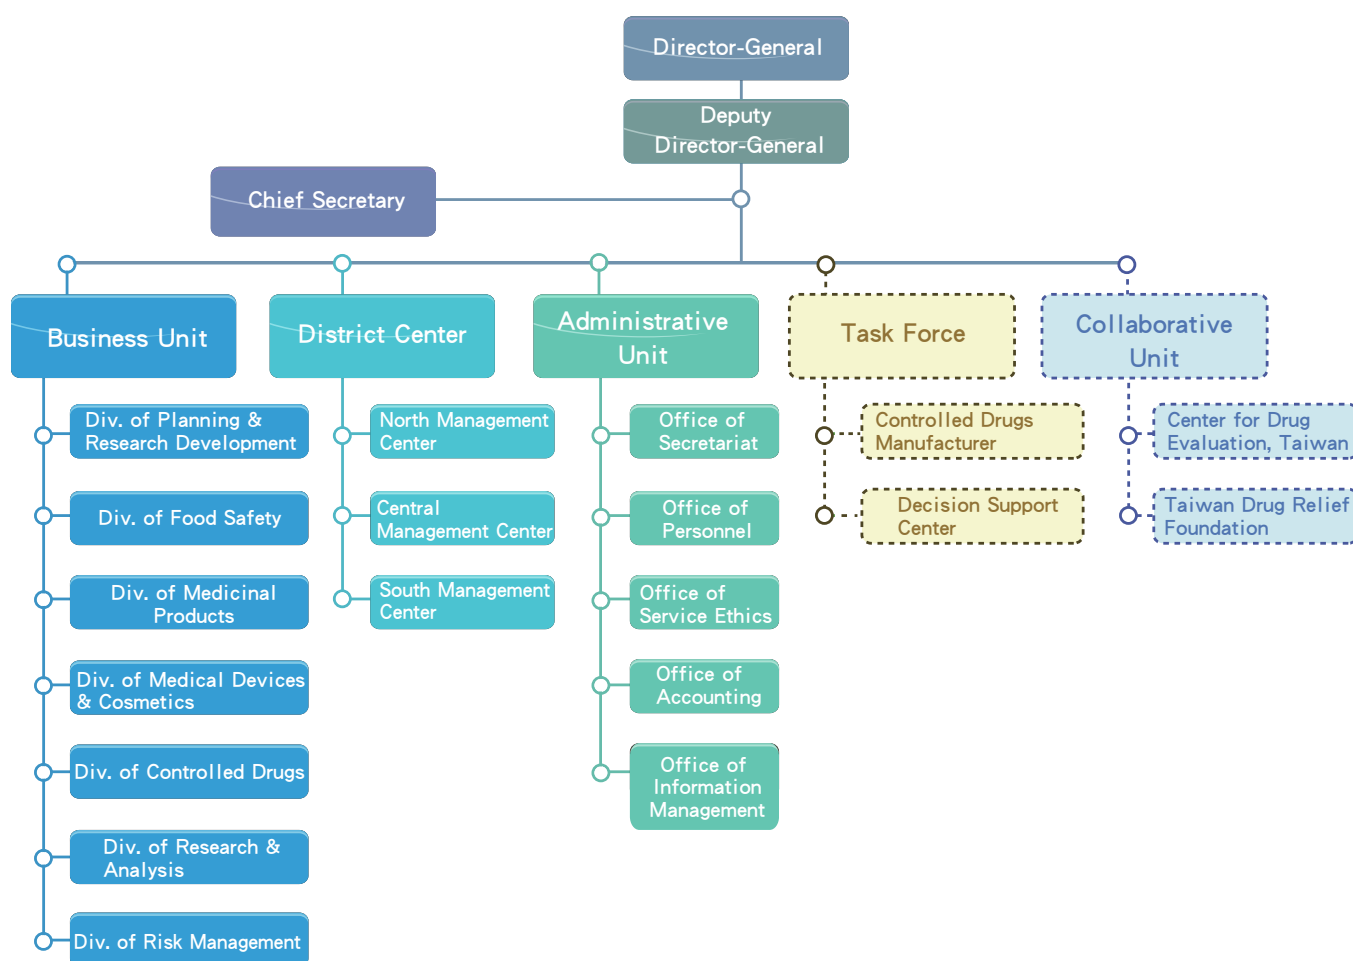 Director-General
Deputy
Director-General
Chief Secretary
Business Unit
Div. of Planning &
Research Development
Div. of Food Safety
Div. of Medicinal
Products
Div. of Medical Devices
& Cosmetics
Div. of Controlled Drugs
Div. of Research &
Analysis
Div. of Risk Management
District Center
North Management
Center
Central
Management Center
South Management
Center
Administrative
Unit
Office of
Secretariat
Office of
Personnel
Office of
Service Ethics
Office of
Accounting
Office of
Information
Management
Task Force
Controlled Drugs
Manufacturer
Decision Support
Center
Collaborative
Unit
Center for Drug
Evaluation, Taiwan
Taiwan Drug Relief
Foundation